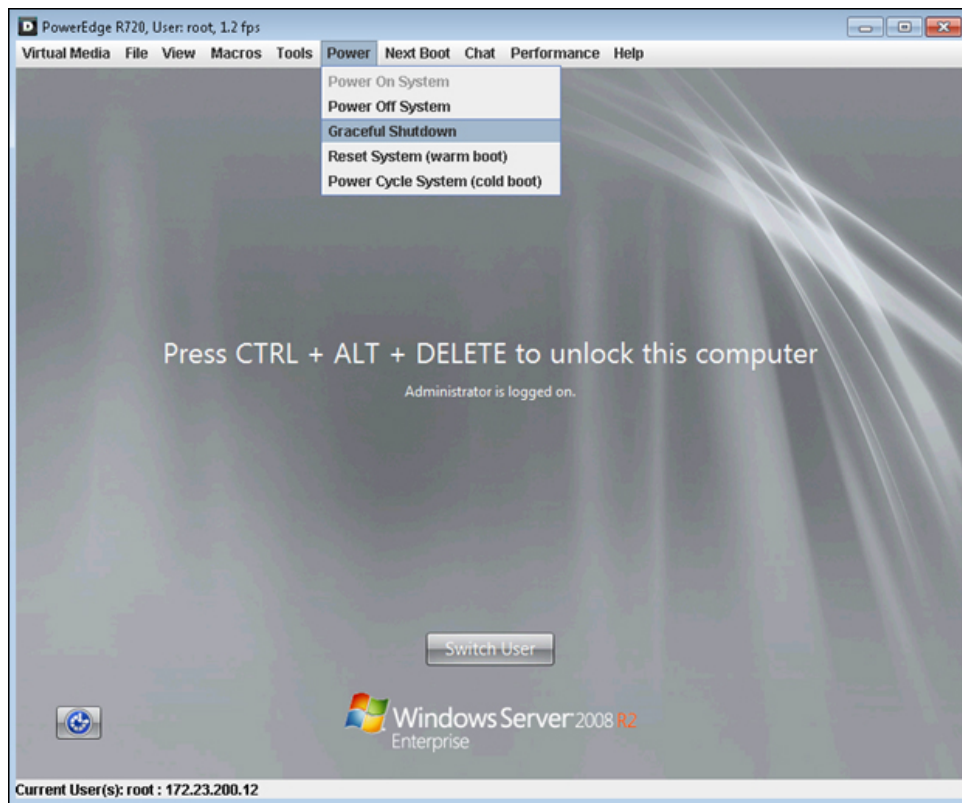 PowerEdge R720, User: root, 1.2 fps
Virtual Media File View Macros Tools Power Next Boot Chat Performance Help
Power On System
Power Off System
Graceful Shutdown
Reset System (warm boot)
Power Cycle System (cold boot)
Press CTRL + ALT + DELETE to unlock this computer
Administrator is logged on.
Switch User
Windows Server 2008 R2
Enterprise
Current User(s): root : 172.23.200.12